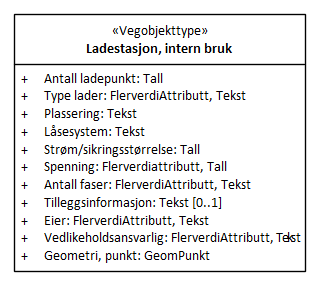 «Vegobjekttype»
Ladestasjon, intern bruk
+ Antall ladepunkt: Tall
+ Type lader: FlerverdiAttributt, Tekst
+ Plassering: Tekst
+ Låsesystem: Tekst
+ Strøm/sikringsstørrelse: Tall
+ Spenning: Flerverdiattributt, Tall
+ Antall faser: FlerverdiAttributt, Tekst
+ Tilleggsinformasjon: Tekst [0..1]
+ Eier: FlerverdiAttributt, Tekst
+ Vedlikeholdsansvarlig: FlerverdiAttributt, Tekst
+ Geometri, punkt: GeomPunkt